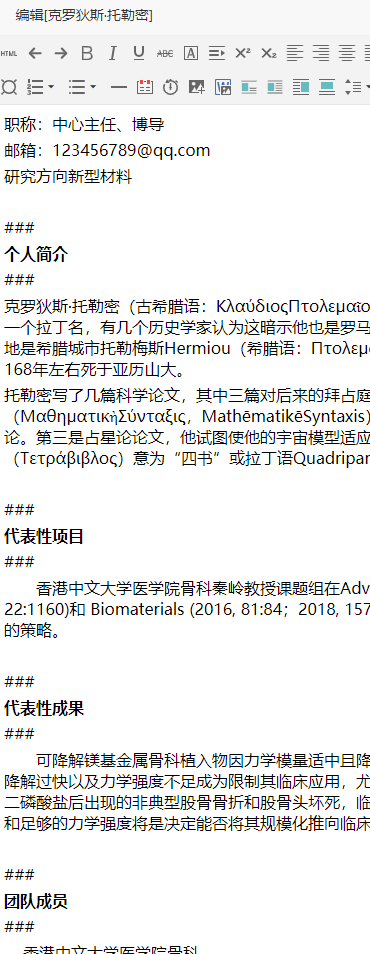 编辑[克罗狄斯·托勒密]
HTML B I U ABC A X² X₂
职称：中心主任、博导
邮箱：123456789@qq.com
研究方向新型材料
###
个人简介
###
克罗狄斯·托勒密（古希腊语：ΚλαύδιοςΠτολεμαῖο
一个拉丁名，有几个历史学家认为这暗示他也是罗马
地是希腊城市托勒梅斯Hermiou（希腊语：Πτολεμ
168年左右死于亚历山大。
托勒密写了几篇科学论文，其中三篇对后来的拜占庭
（ΜαθηματικὴΣύνταξις，MathēmatikēSyntaxis）
论。第三是占星论论文，他试图使他的宇宙模型适应
（Τετράβιβλος）意为“四书”或拉丁语Quadripar
###
代表性项目
###
香港中文大学医学院骨科秦岭教授课题组在Adv
22:1160)和 Biomaterials (2016, 81:84；2018, 157
的策略。
###
代表性成果
###
可降解镁基金属骨科植入物因力学模量适中且降
降解过快以及力学强度不足成为限制其临床应用，尤
二磷酸盐后出现的非典型股骨骨折和股骨头坏死，临
和足够的力学强度将是决定能否将其规模化推向临床
###
团队成员
###
香港中文大学医学院骨科